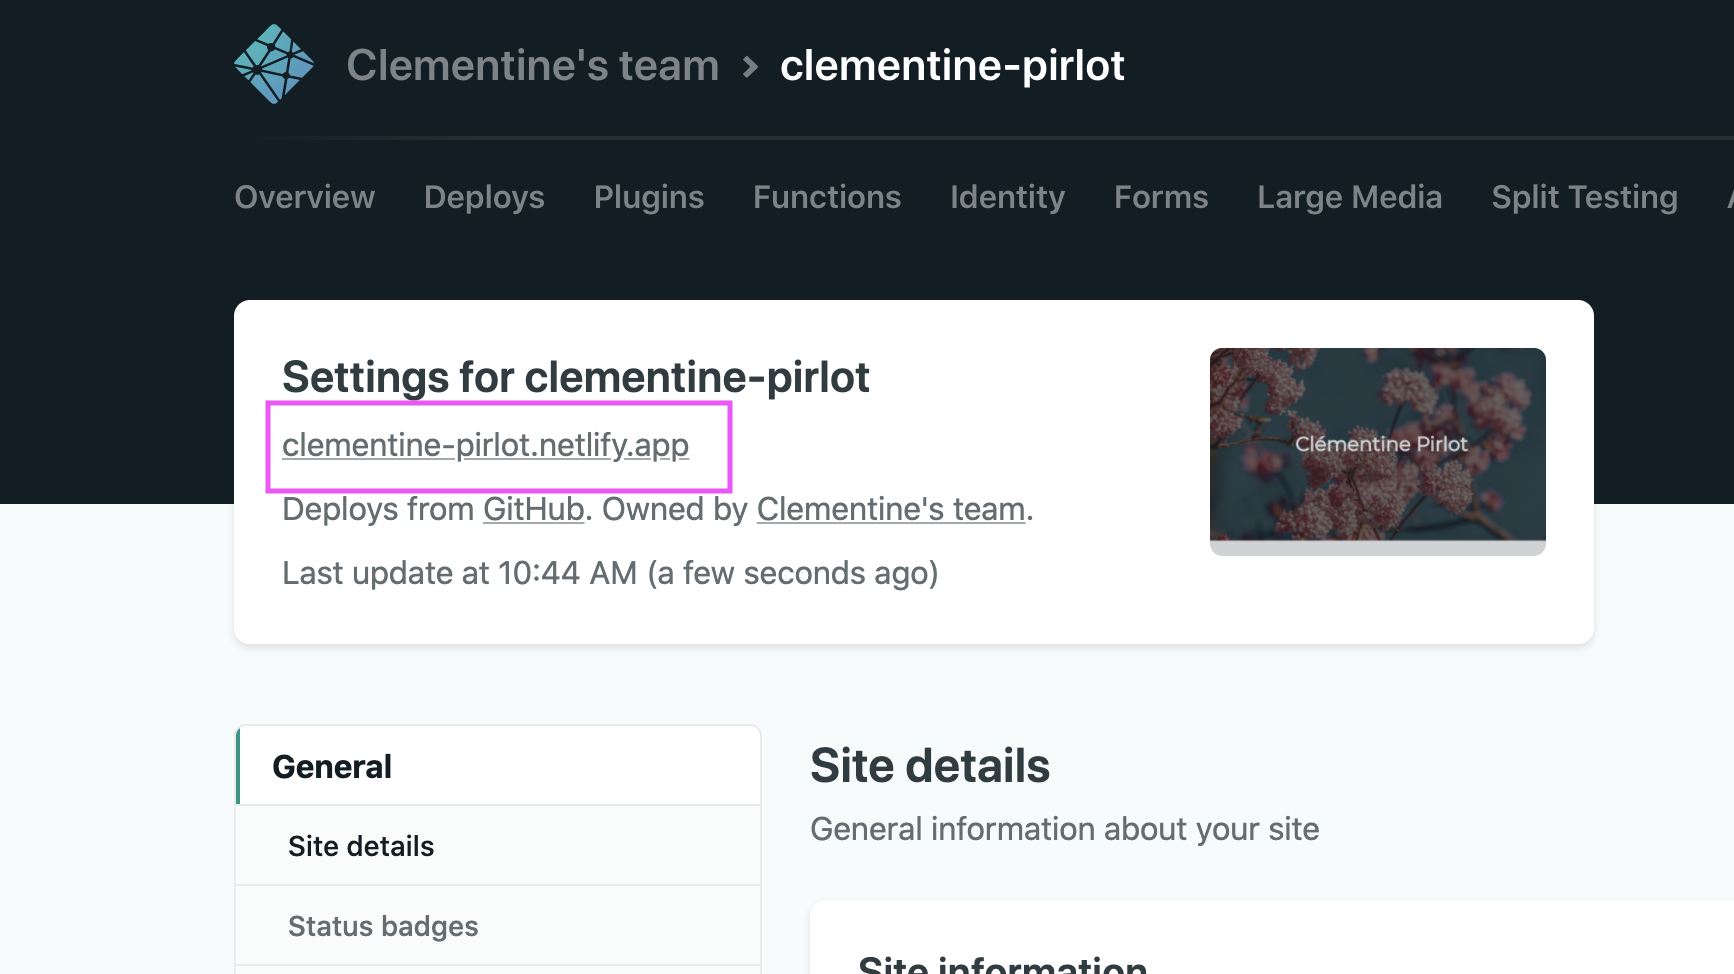 Clementine's team > clementine-pirlot
Overview Deploys Plugins Functions Identity Forms Large Media Split Testing
Settings for clementine-pirlot
clementine-pirlot.netlify.app
Deploys from GitHub. Owned by Clementine's team.
Last update at 10:44 AM (a few seconds ago)
Clémentine Pirlot
General
Site details
Status badges
Site details
General information about your site
Site information